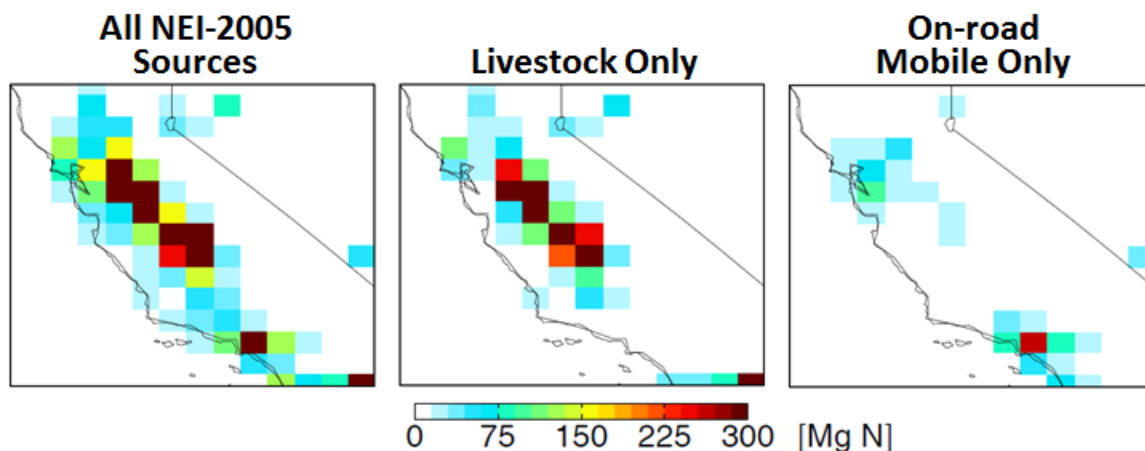 All NEI-2005
Sources
Livestock Only
On-road
Mobile Only
0 75 150 225 300 [Mg N]